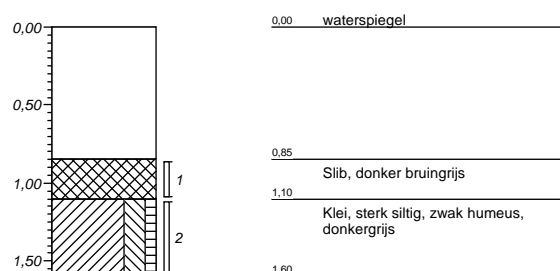 0,00
0,50
1,00
1,50
1
2
0,00 waterspiegel
0,85
Slib, donker bruingrijs
1,10
Klei, sterk siltig, zwak humeus,
donkergrijs
1,60